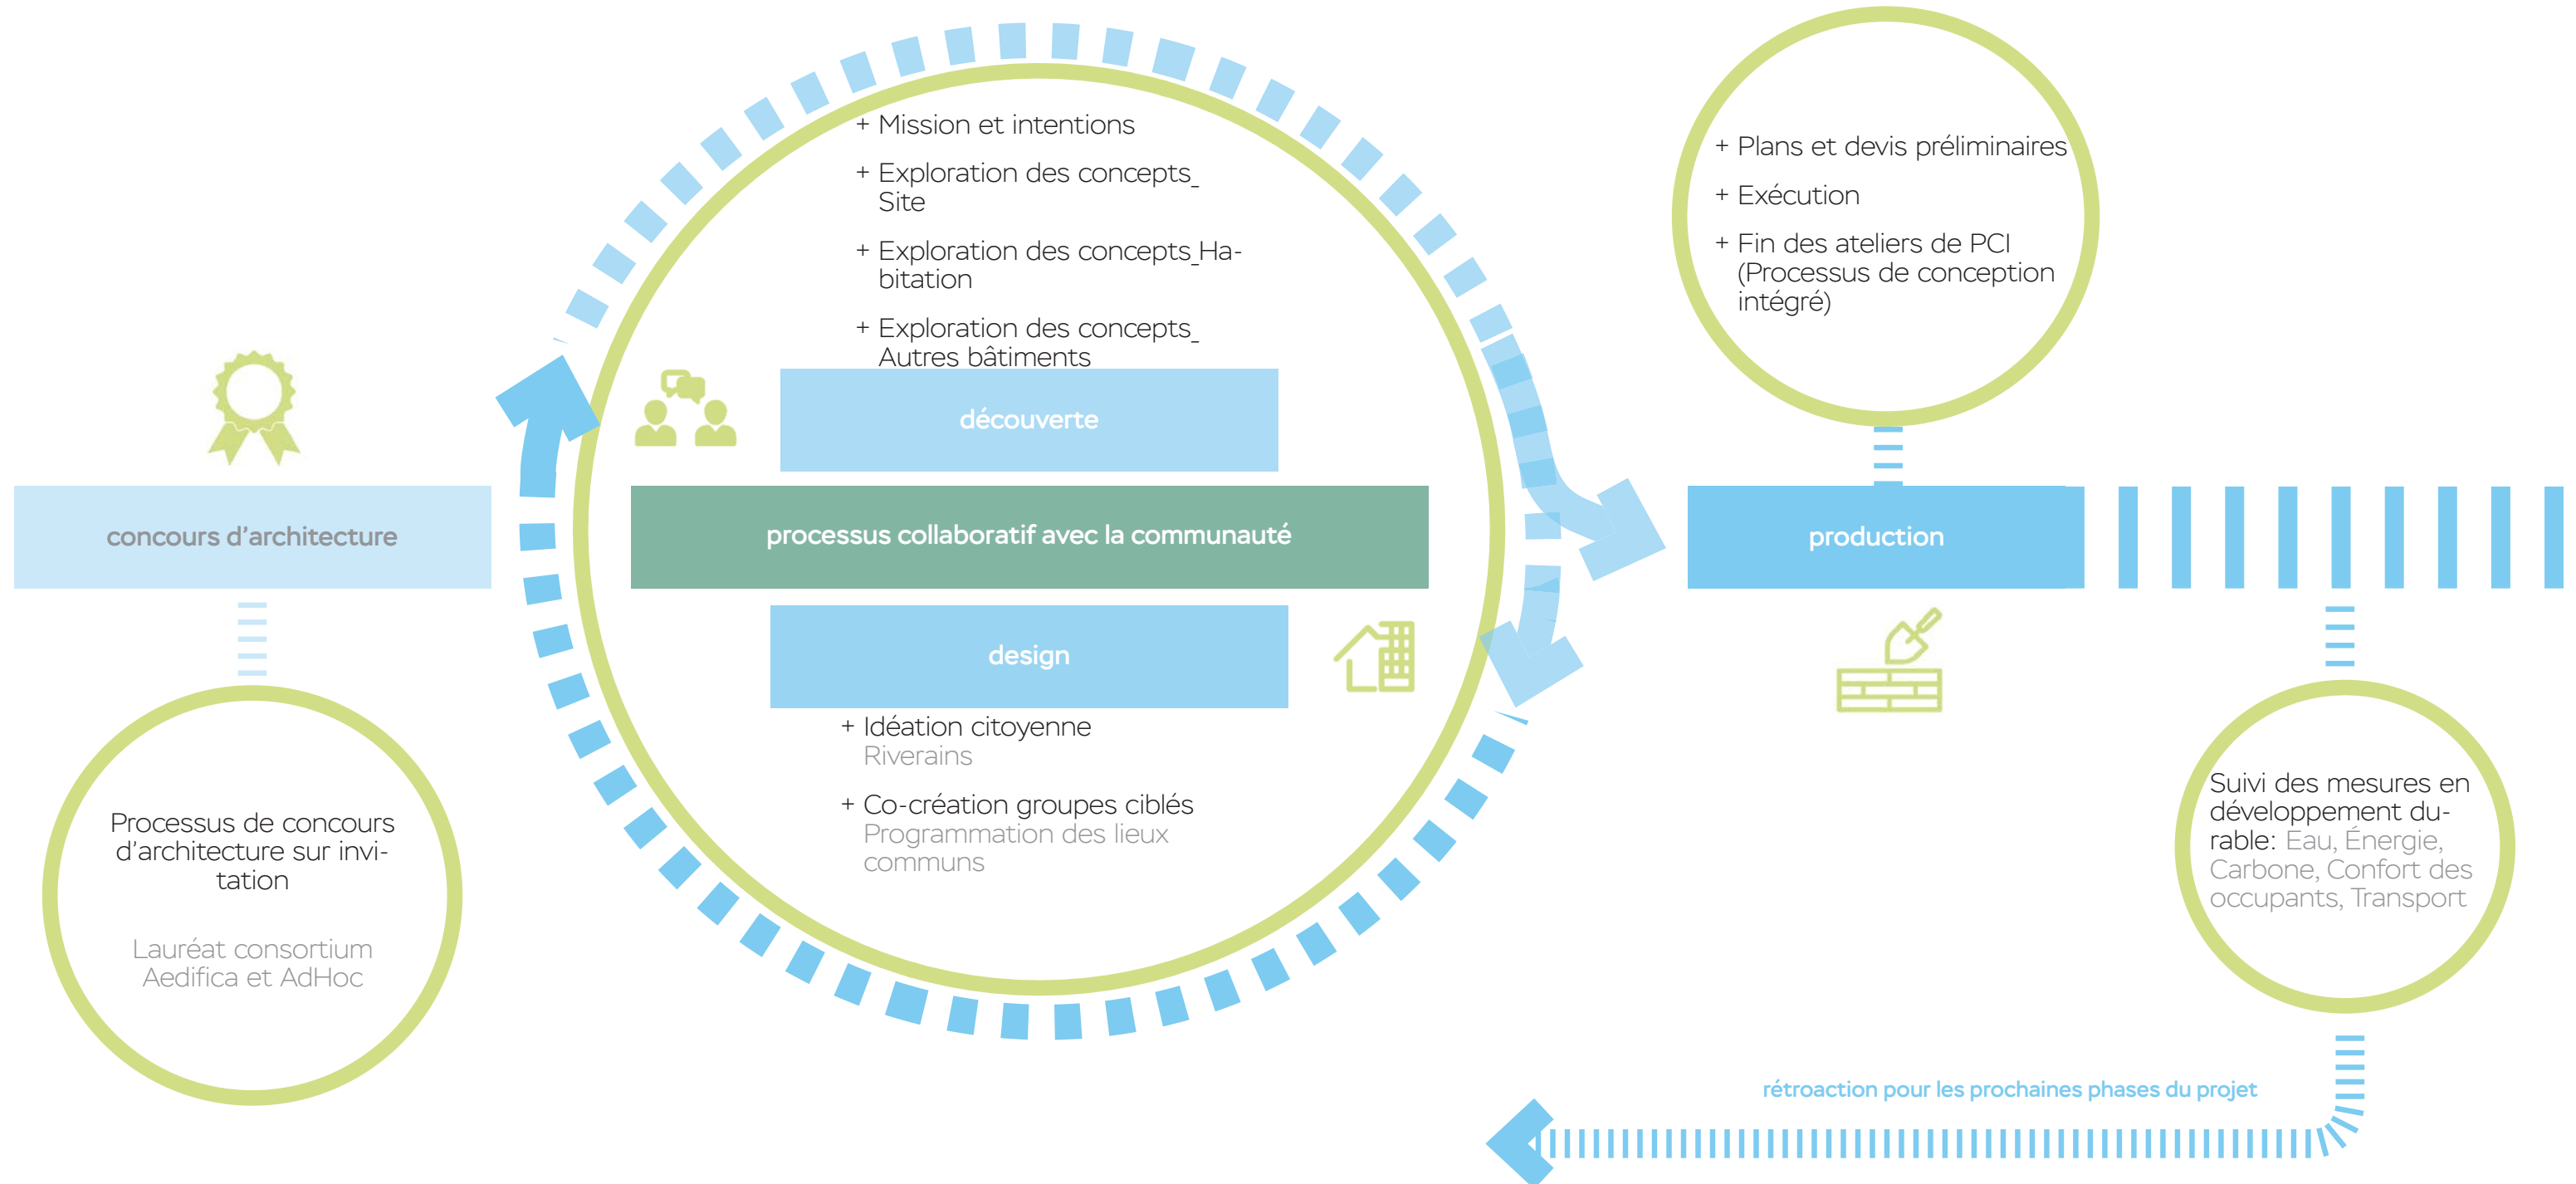 concours d'architecture
Processus de concours
d'architecture sur invi-
tation
Lauréat consortium
Aedifica et AdHoc
+ Mission et intentions
+ Exploration des concepts_
Site
+ Exploration des concepts_Ha-
bitation
+ Exploration des concepts_
Autres bâtiments
découverte
processus collaboratif avec la communauté
design
+ Idéation citoyenne
Riverains
+ Co-création groupes ciblés
Programmation des lieux
communs
+ Plans et devis préliminaires
+ Exécution
+ Fin des ateliers de PCI
(Processus de conception
intégré)
production
Suivi des mesures en
développement du-
rable: Eau, Énergie,
Carbone, Confort des
occupants, Transport
rétroaction pour les prochaines phases du projet